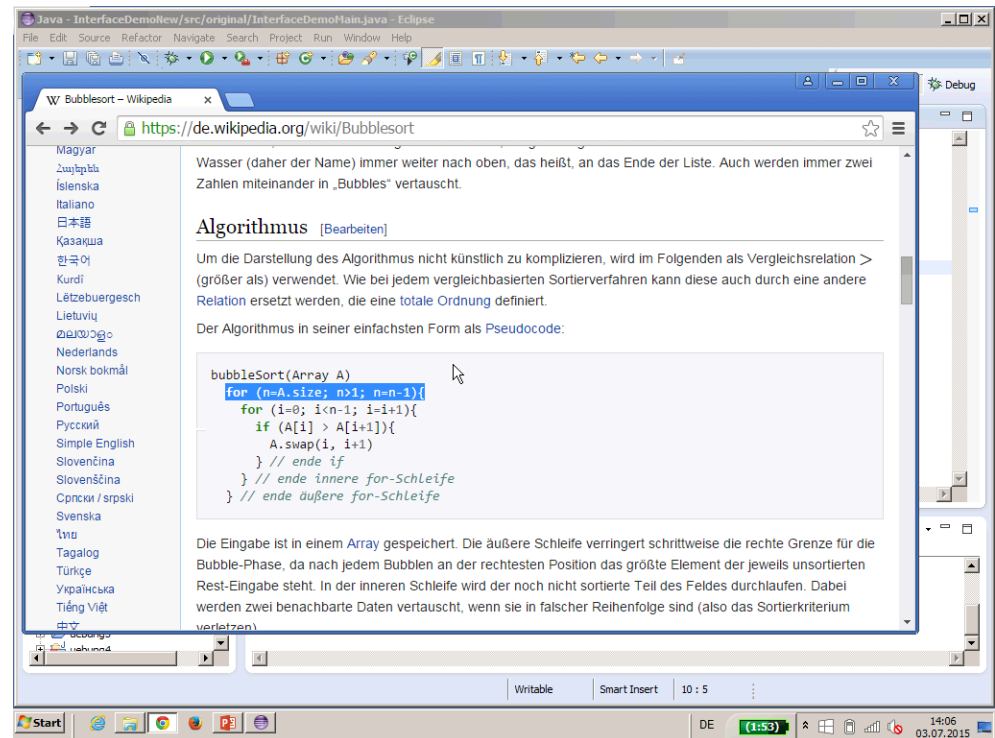 Java - InterfaceDemoNew/src/original/InterfaceDemoMain.java - Eclipse
File Edit Source Refactor Navigate Search Project Run Window Help
Debug
W Bubblesort – Wikipedia
https://de.wikipedia.org/wiki/Bubblesort
Magyar
Հայերեն
Íslenska
Italiano
日本語
Қазақша
한국어
Kurdî
Lëtzebuergesch
Lietuvių
മലയാളം
Nederlands
Norsk bokmål
Polski
Português
Русский
Simple English
Slovenčina
Slovenščina
Српски / srpski
Svenska
ไทย
Tagalog
Türkçe
Українська
Tiếng Việt
中文
Wasser (daher der Name) immer weiter nach oben, das heißt, an das Ende der Liste. Auch werden immer zwei
Zahlen miteinander in „Bubbles" vertauscht.
Algorithmus [Bearbeiten]
Um die Darstellung des Algorithmus nicht künstlich zu komplizieren, wird im Folgenden als Vergleichsrelation >
(größer als) verwendet. Wie bei jedem vergleichbasierten Sortierverfahren kann diese auch durch eine andere
Relation ersetzt werden, die eine totale Ordnung definiert.
Der Algorithmus in seiner einfachsten Form als Pseudocode:
bubbleSort(Array A)
for (n=A.size; n>1; n=n-1){
for (i=0; i<n-1; i=i+1){
if (A[i] > A[i+1]){
A.swap(i, i+1)
} // ende if
} // ende innere for-Schleife
} // ende äußere for-Schleife
Die Eingabe ist in einem Array gespeichert. Die äußere Schleife verringert schrittweise die rechte Grenze für die
Bubble-Phase, da nach jedem Bubblen an der rechtesten Position das größte Element der jeweils unsortierten
Rest-Eingabe steht. In der inneren Schleife wird der noch nicht sortierte Teil des Feldes durchlaufen. Dabei
werden zwei benachbarte Daten vertauscht, wenn sie in falscher Reihenfolge sind (also das Sortierkriterium
verletzen)
uebung4
Writable Smart Insert 10 : 5
Start DE (1:53) 14:06
03.07.2015